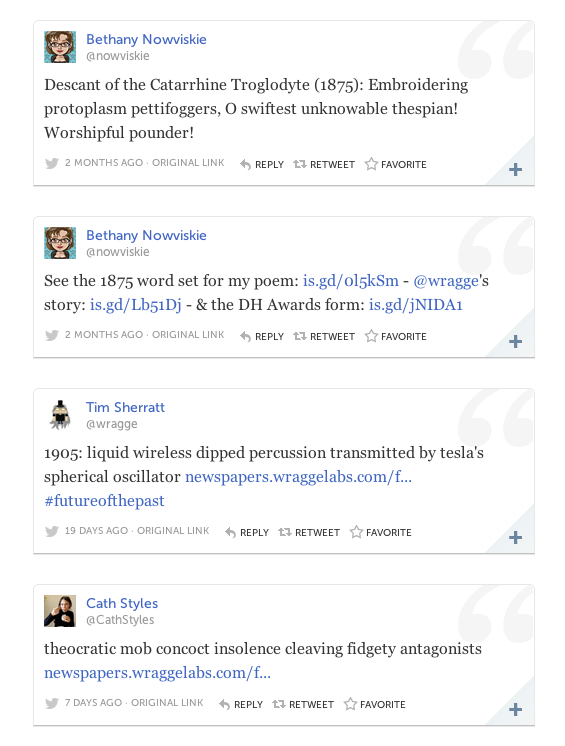 Bethany Nowviskie
@nowviskie
Descant of the Catarrhine Troglodyte (1875): Embroidering
protoplasm pettifoggers, O swiftest unknowable thespian!
Worshipful pounder!
2 MONTHS AGO · ORIGINAL LINK REPLY RETWEET FAVORITE
Bethany Nowviskie
@nowviskie
See the 1875 word set for my poem: is.gd/0l5kSm - @wragge's
story: is.gd/Lb51Dj - & the DH Awards form: is.gd/jNIDA1
2 MONTHS AGO · ORIGINAL LINK REPLY RETWEET FAVORITE
Tim Sherratt
@wragge
1905: liquid wireless dipped percussion transmitted by tesla's
spherical oscillator newspapers.wraggelabs.com/f...
#futureofthepast
19 DAYS AGO · ORIGINAL LINK REPLY RETWEET FAVORITE
Cath Styles
@CathStyles
theocratic mob concoct insolence cleaving fidgety antagonists
newspapers.wraggelabs.com/f...
7 DAYS AGO · ORIGINAL LINK REPLY RETWEET FAVORITE